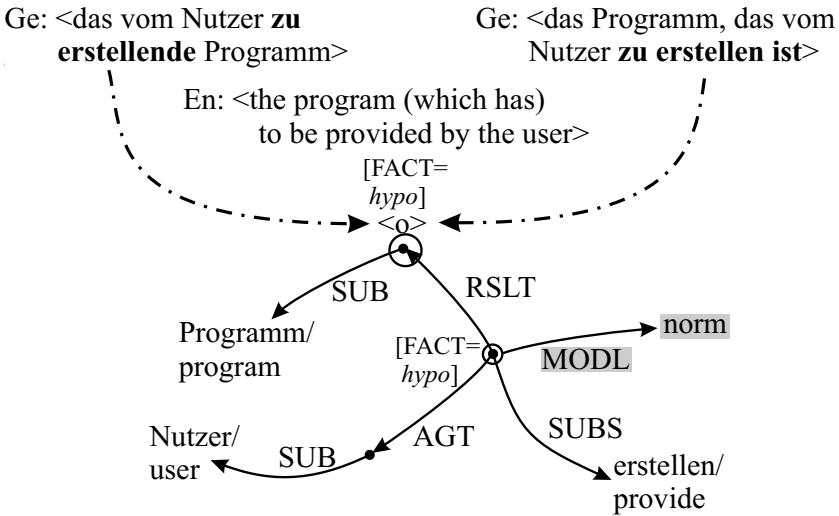 Ge: <das vom Nutzer zu
erstellende Programm>
Ge: <das Programm, das vom
Nutzer zu erstellen ist>
En: <the program (which has)
to be provided by the user>
[FACT=
hypo]
<o>
SUB
RSLT
Programm/
program
[FACT=
hypo]
norm
MODL
Nutzer/
user
SUB
AGT
SUBS
erstellen/
provide